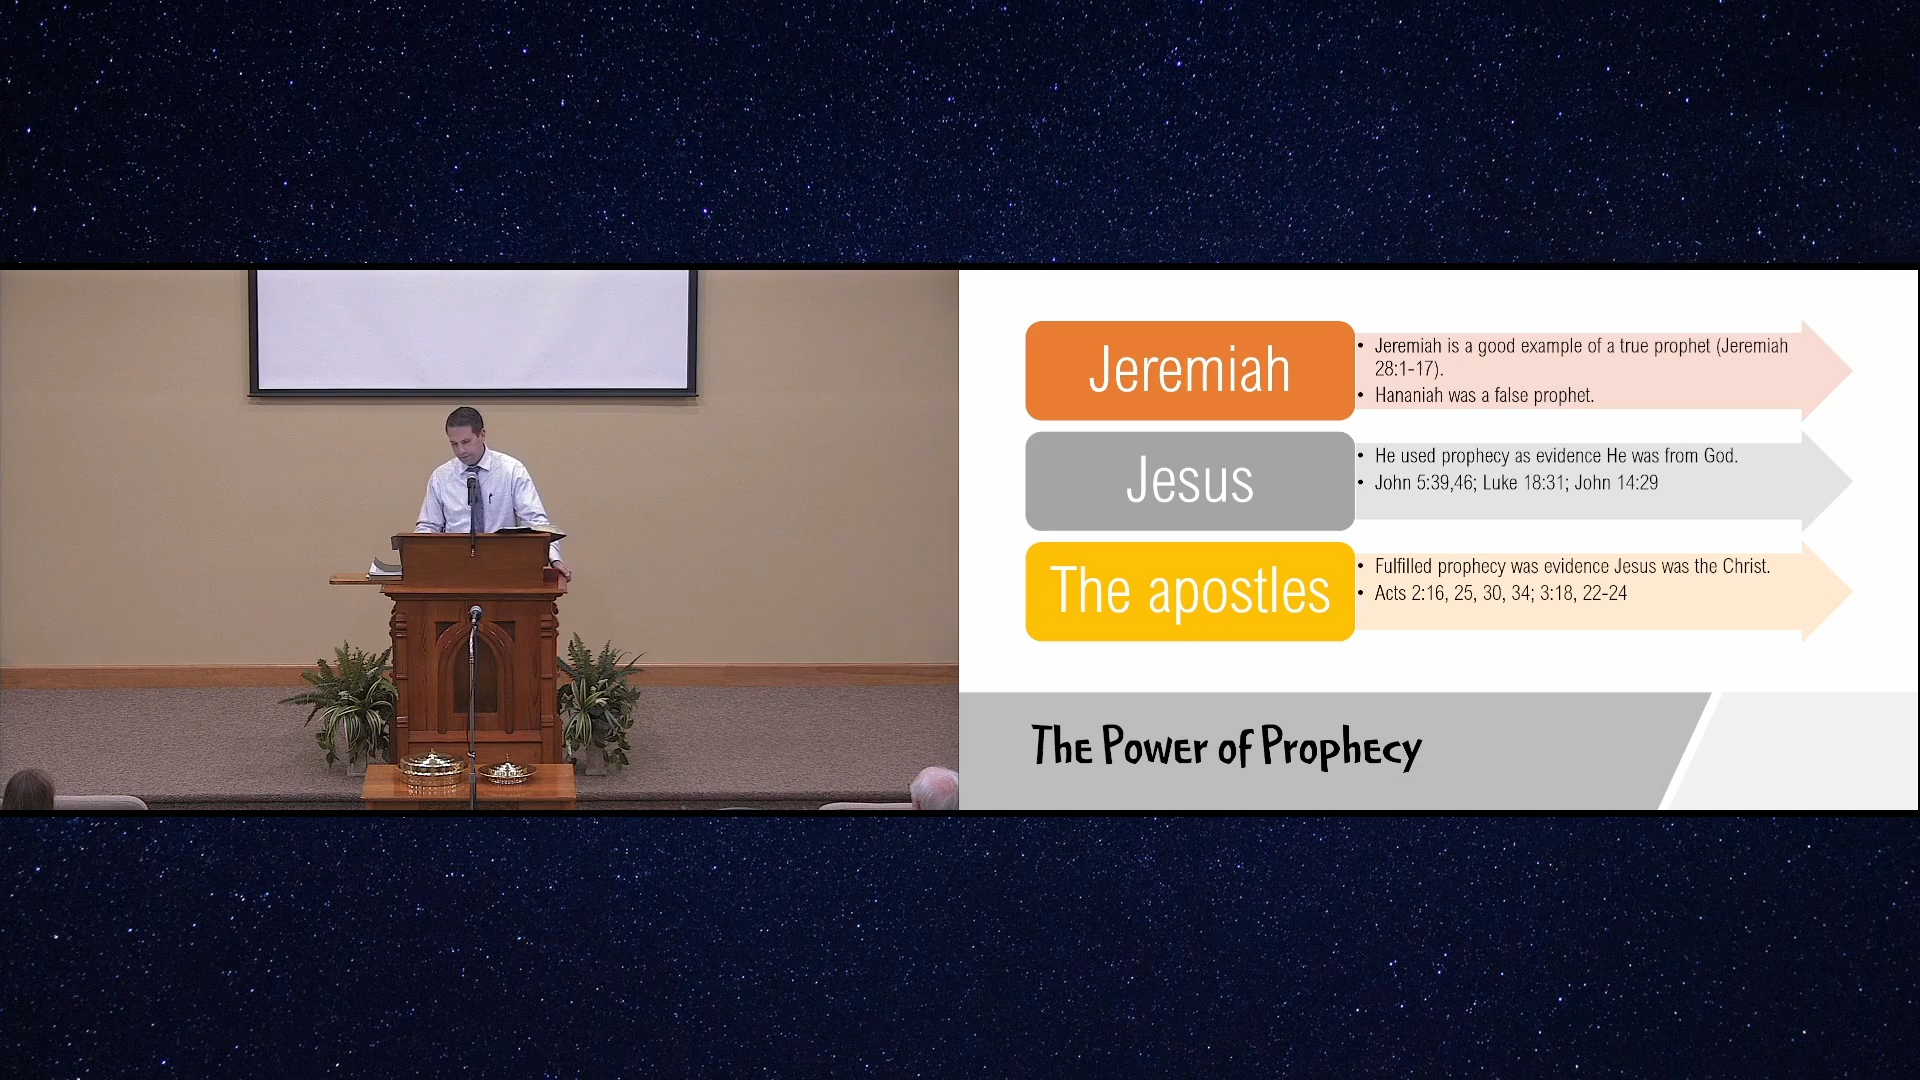 Jeremiah
• Jeremiah is a good example of a true prophet (Jeremiah
28:1-17).
• Hananiah was a false prophet.
Jesus
• He used prophecy as evidence He was from God.
• John 5:39,46; Luke 18:31; John 14:29
The apostles
• Fulfilled prophecy was evidence Jesus was the Christ.
• Acts 2:16, 25, 30, 34; 3:18, 22-24
The Power of Prophecy